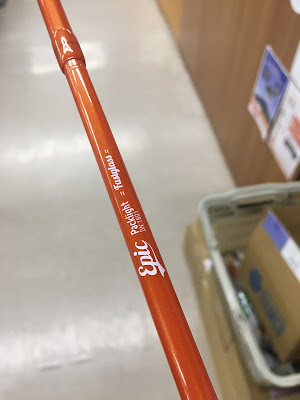 Epic
Packlight
= Fastglass =